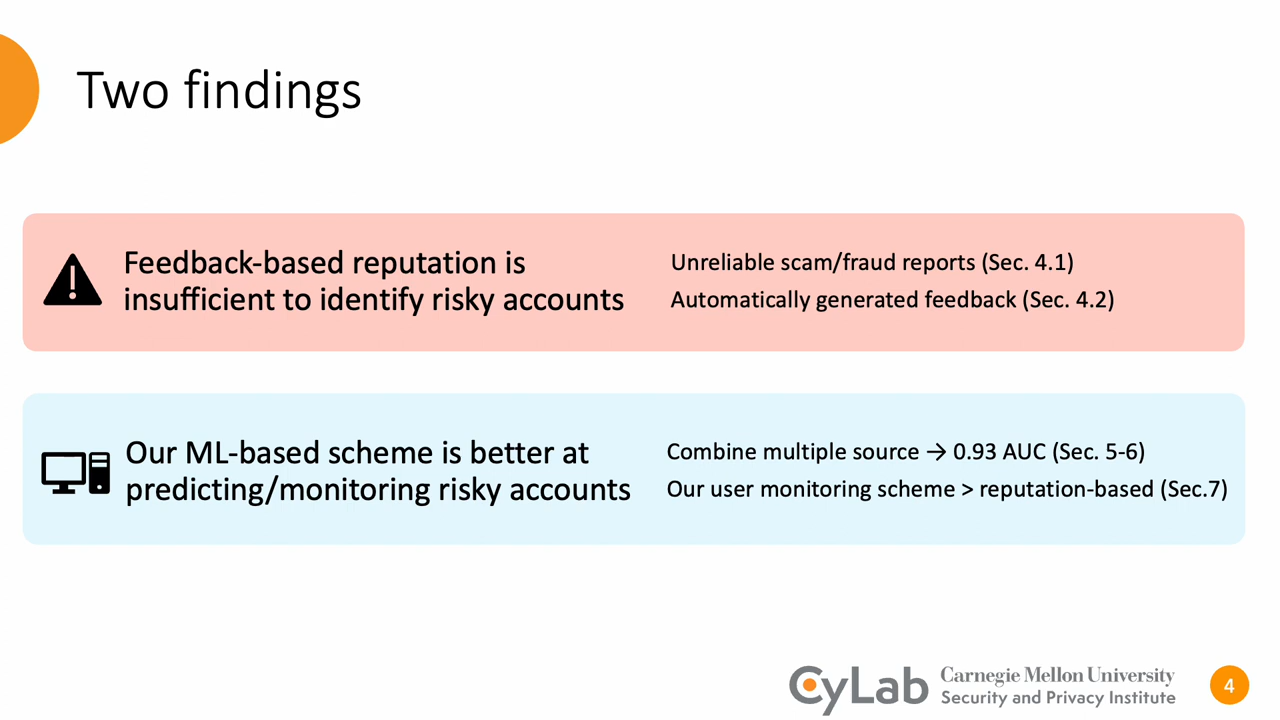 Two findings
Feedback-based reputation is
insufficient to identify risky accounts
Unreliable scam/fraud reports (Sec. 4.1)
Automatically generated feedback (Sec. 4.2)
Our ML-based scheme is better at
predicting/monitoring risky accounts
Combine multiple source → 0.93 AUC (Sec. 5-6)
Our user monitoring scheme > reputation-based (Sec.7)
CyLab
Carnegie Mellon University
Security and Privacy Institute
4